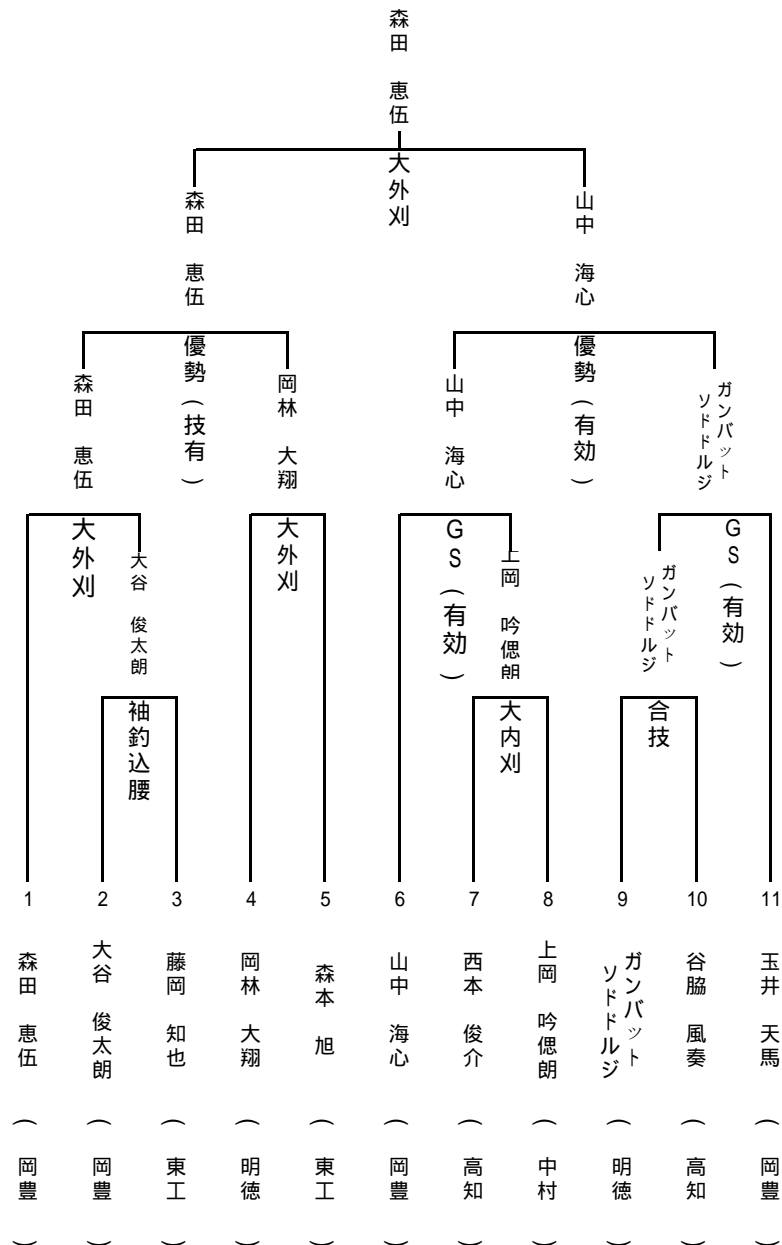 森田 恵伍
大外刈
森田 恵伍
山中 海心
優勢（技有）
優勢（有効）
森田 恵伍
岡林 大翔
山中 海心
ガンバット
ソドドルジ
大外刈
大外刈
GS（有効）
GS（有効）
大谷 俊太朗
上岡 吟偲朗
ガンバット
ソドドルジ
袖釣込腰
大内刈
合技
1 2 3 4 5 6 7 8 9 10 11
森田 恵伍（岡豊）
大谷 俊太朗（岡豊）
藤岡 知也（東工）
岡林 大翔（明徳）
森本 旭（東工）
山中 海心（岡豊）
西本 俊介（高知）
上岡 吟偲朗（中村）
ガンバット
ソドドルジ（明徳）
谷脇 風奏（高知）
玉井 天馬（岡豊）